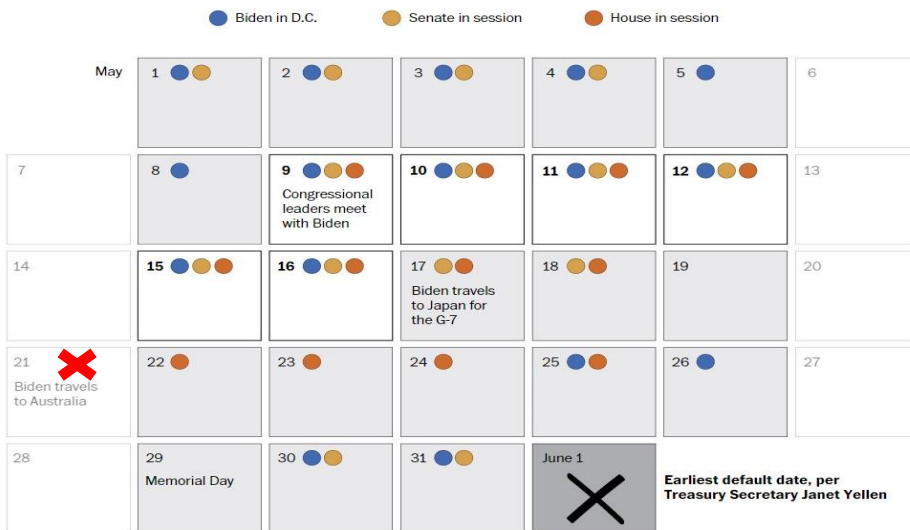 Biden in D.C. Senate in session House in session
May 1 2 3 4 5 6
7 8 9 10 11 12 13
Congressional
leaders meet
with Biden
14 15 16 17 18 19 20
Biden travels
to Japan for
the G-7
21 22 23 24 25 26 27
Biden travels
to Australia
28 29 30 31 June 1
Memorial Day
Earliest default date, per
Treasury Secretary Janet Yellen